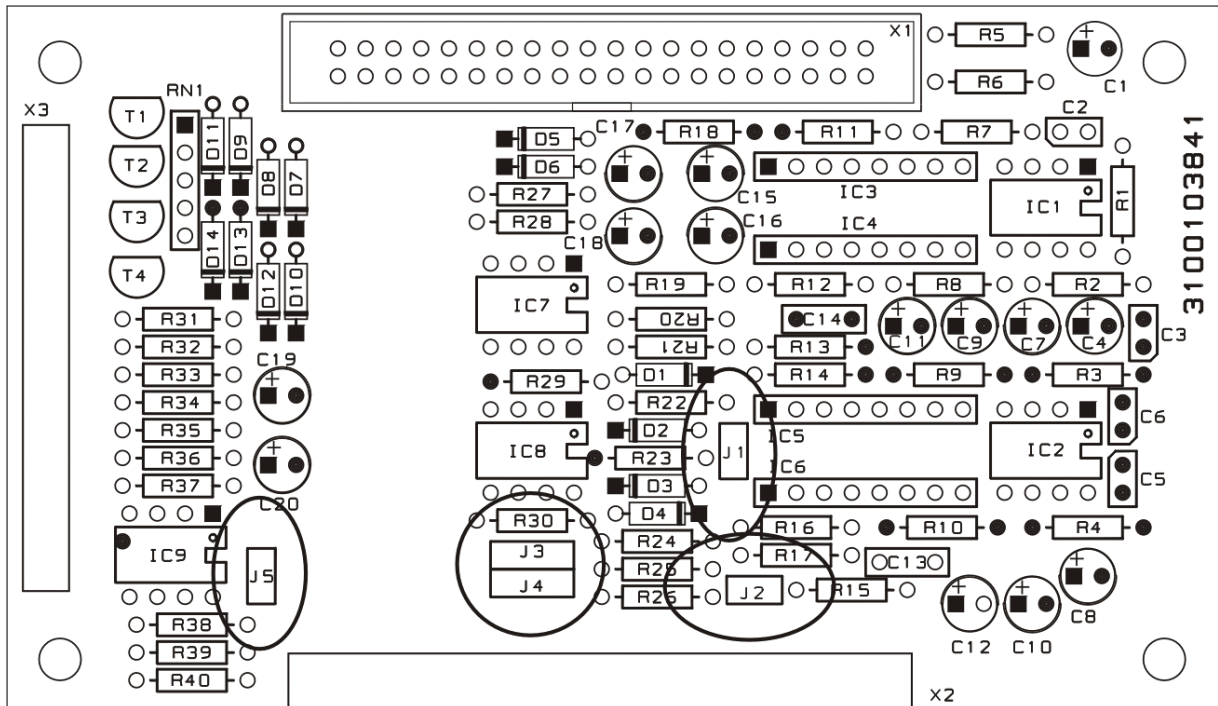 X1
R5
C1
R6
X3
RN1
T1
D11
D9
C2
C17
R18
R11
R7
D5
T2
D6
D8
D7
IC3
C15
R1
R27
IC1
T3
R28
IC4
C16
C18
D14
D13
T4
D12
D10
R19
R12
R8
R2
IC7
R31
R20
C14
C11
C9
C7
C4
C3
R32
R21
R13
C19
R33
R29
D1
R14
R9
R3
R34
R22
C6
R35
D2
IC5
R36
IC8
R23
J1
IC6
IC2
R37
D3
C5
C20
R30
D4
R16
R10
R4
IC9
J3
R24
R17
R25
C13
J5
J4
R26
J2
R15
C8
R38
C12
C10
R39
R40
X2
3100103841